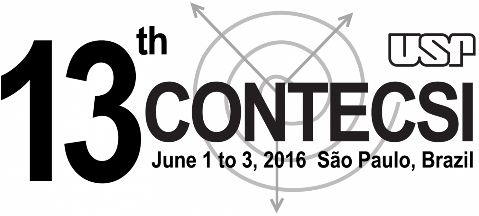 13th
USP
CONTECSI
June 1 to 3, 2016 São Paulo, Brazil